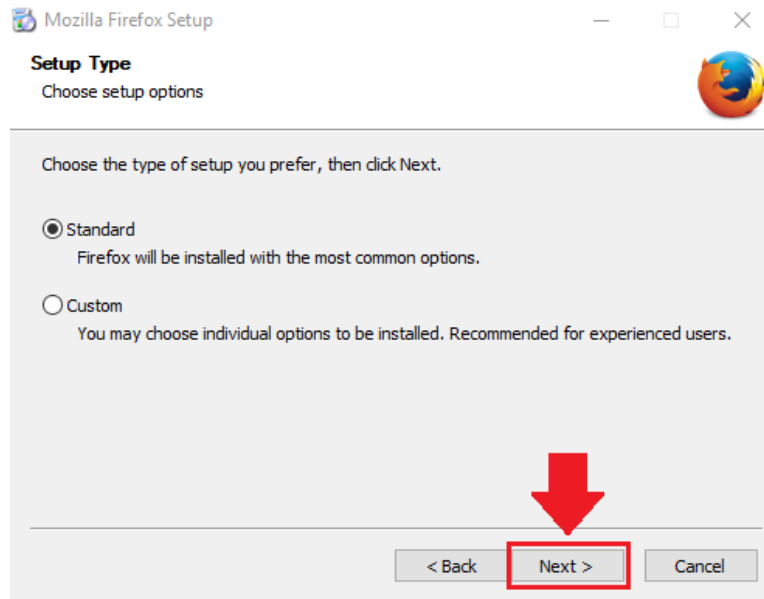 Mozilla Firefox Setup
Setup Type
Choose setup options
Choose the type of setup you prefer, then click Next.
Standard
Firefox will be installed with the most common options.
Custom
You may choose individual options to be installed. Recommended for experienced users.
< Back Next > Cancel